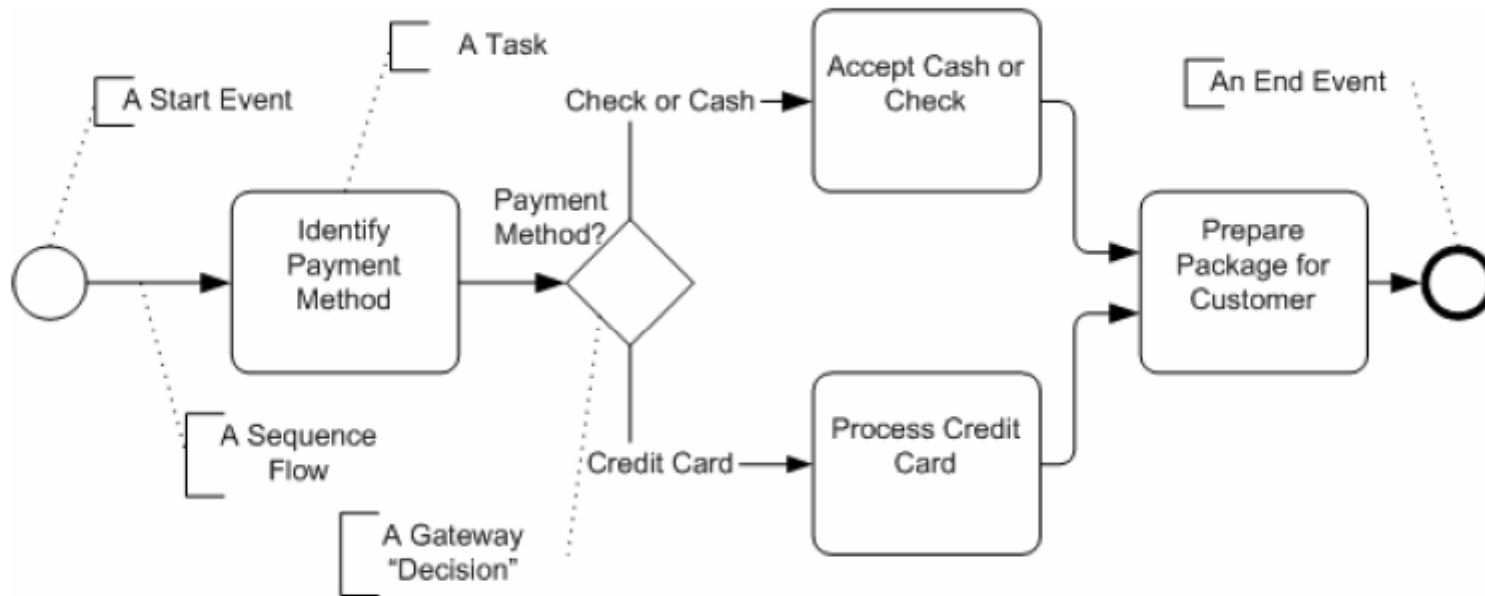 A Task
A Start Event
Check or Cash
Accept Cash or
Check
An End Event
Payment
Method?
Identify
Payment
Method
Prepare
Package for
Customer
A Sequence
Flow
Credit Card
Process Credit
Card
A Gateway
“Decision”